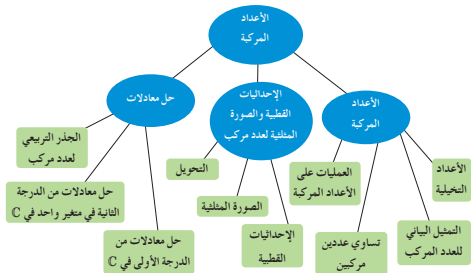 الأعداد
المركبة
الأعداد
المركبة
الإحداثيات
القطبية والصورة
المثلثية لعدد مركب
حل معادلات
الأعداد
التخيلية
التمثيل البياني
للعدد المركب
تساوي عددين
مركبين
العمليات على
الأعداد المركبة
التحويل
الصورة المثلثية
الإحداثيات
القطبية
الجذر التربيعي
لعدد مركب
حل معادلات من الدرجة
الثانية في متغير واحد في ℂ
حل معادلات من
الدرجة الأولى في ℂ